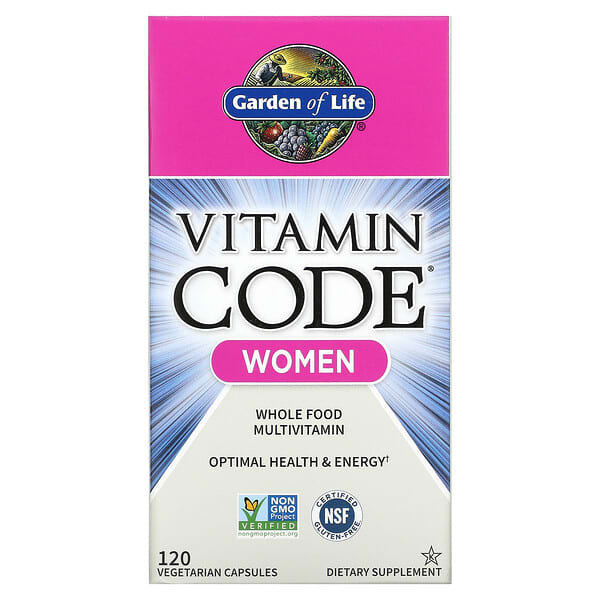 Garden of Life®
VITAMIN
CODE®
WOMEN
WHOLE FOOD
MULTIVITAMIN
OPTIMAL HEALTH & ENERGY†
NON
GMO
Project
VERIFIED
nongmoproject.org
CERTIFIED
NSF
GLUTEN-FREE
120
VEGETARIAN CAPSULES
K
DIETARY SUPPLEMENT